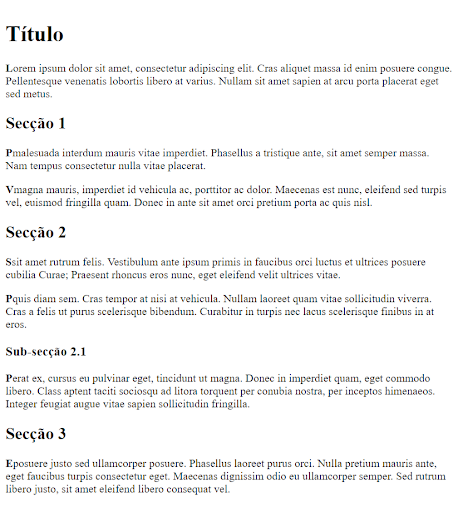 Título
Lorem ipsum dolor sit amet, consectetur adipiscing elit. Cras aliquet massa id enim posuere congue.
Pellentesque venenatis lobortis libero at varius. Nullam sit amet sapien at arcu porta placerat eget
sed metus.
Secção 1
Pmalesuada interdum mauris vitae imperdiet. Phasellus a tristique ante, sit amet semper massa.
Nam tempus consectetur nulla vitae placerat.
Vmagna mauris, imperdiet id vehicula ac, porttitor ac dolor. Maecenas est nunc, eleifend sed turpis
vel, euismod fringilla quam. Donec in ante sit amet orci pretium porta ac quis nisl.
Secção 2
Ssit amet rutrum felis. Vestibulum ante ipsum primis in faucibus orci luctus et ultrices posuere
cubilia Curae; Praesent rhoncus eros nunc, eget eleifend velit ultrices vitae.
Pquis diam sem. Cras tempor at nisi at vehicula. Nullam laoreet quam vitae sollicitudin viverra.
Cras a felis ut purus scelerisque bibendum. Curabitur in turpis nec lacus scelerisque finibus in at
eros.
Sub-secção 2.1
Perat ex, cursus eu pulvinar eget, tincidunt ut magna. Donec in imperdiet quam, eget commodo
libero. Class aptent taciti sociosqu ad litora torquent per conubia nostra, per inceptos himenaeos.
Integer feugiat augue vitae sapien sollicitudin fringilla.
Secção 3
Eposuere justo sed ullamcorper posuere. Phasellus laoreet purus orci. Nulla pretium mauris ante,
eget faucibus turpis consectetur eget. Maecenas dignissim odio eu ullamcorper semper. Sed rutrum
libero justo, sit amet eleifend libero consequat vel.